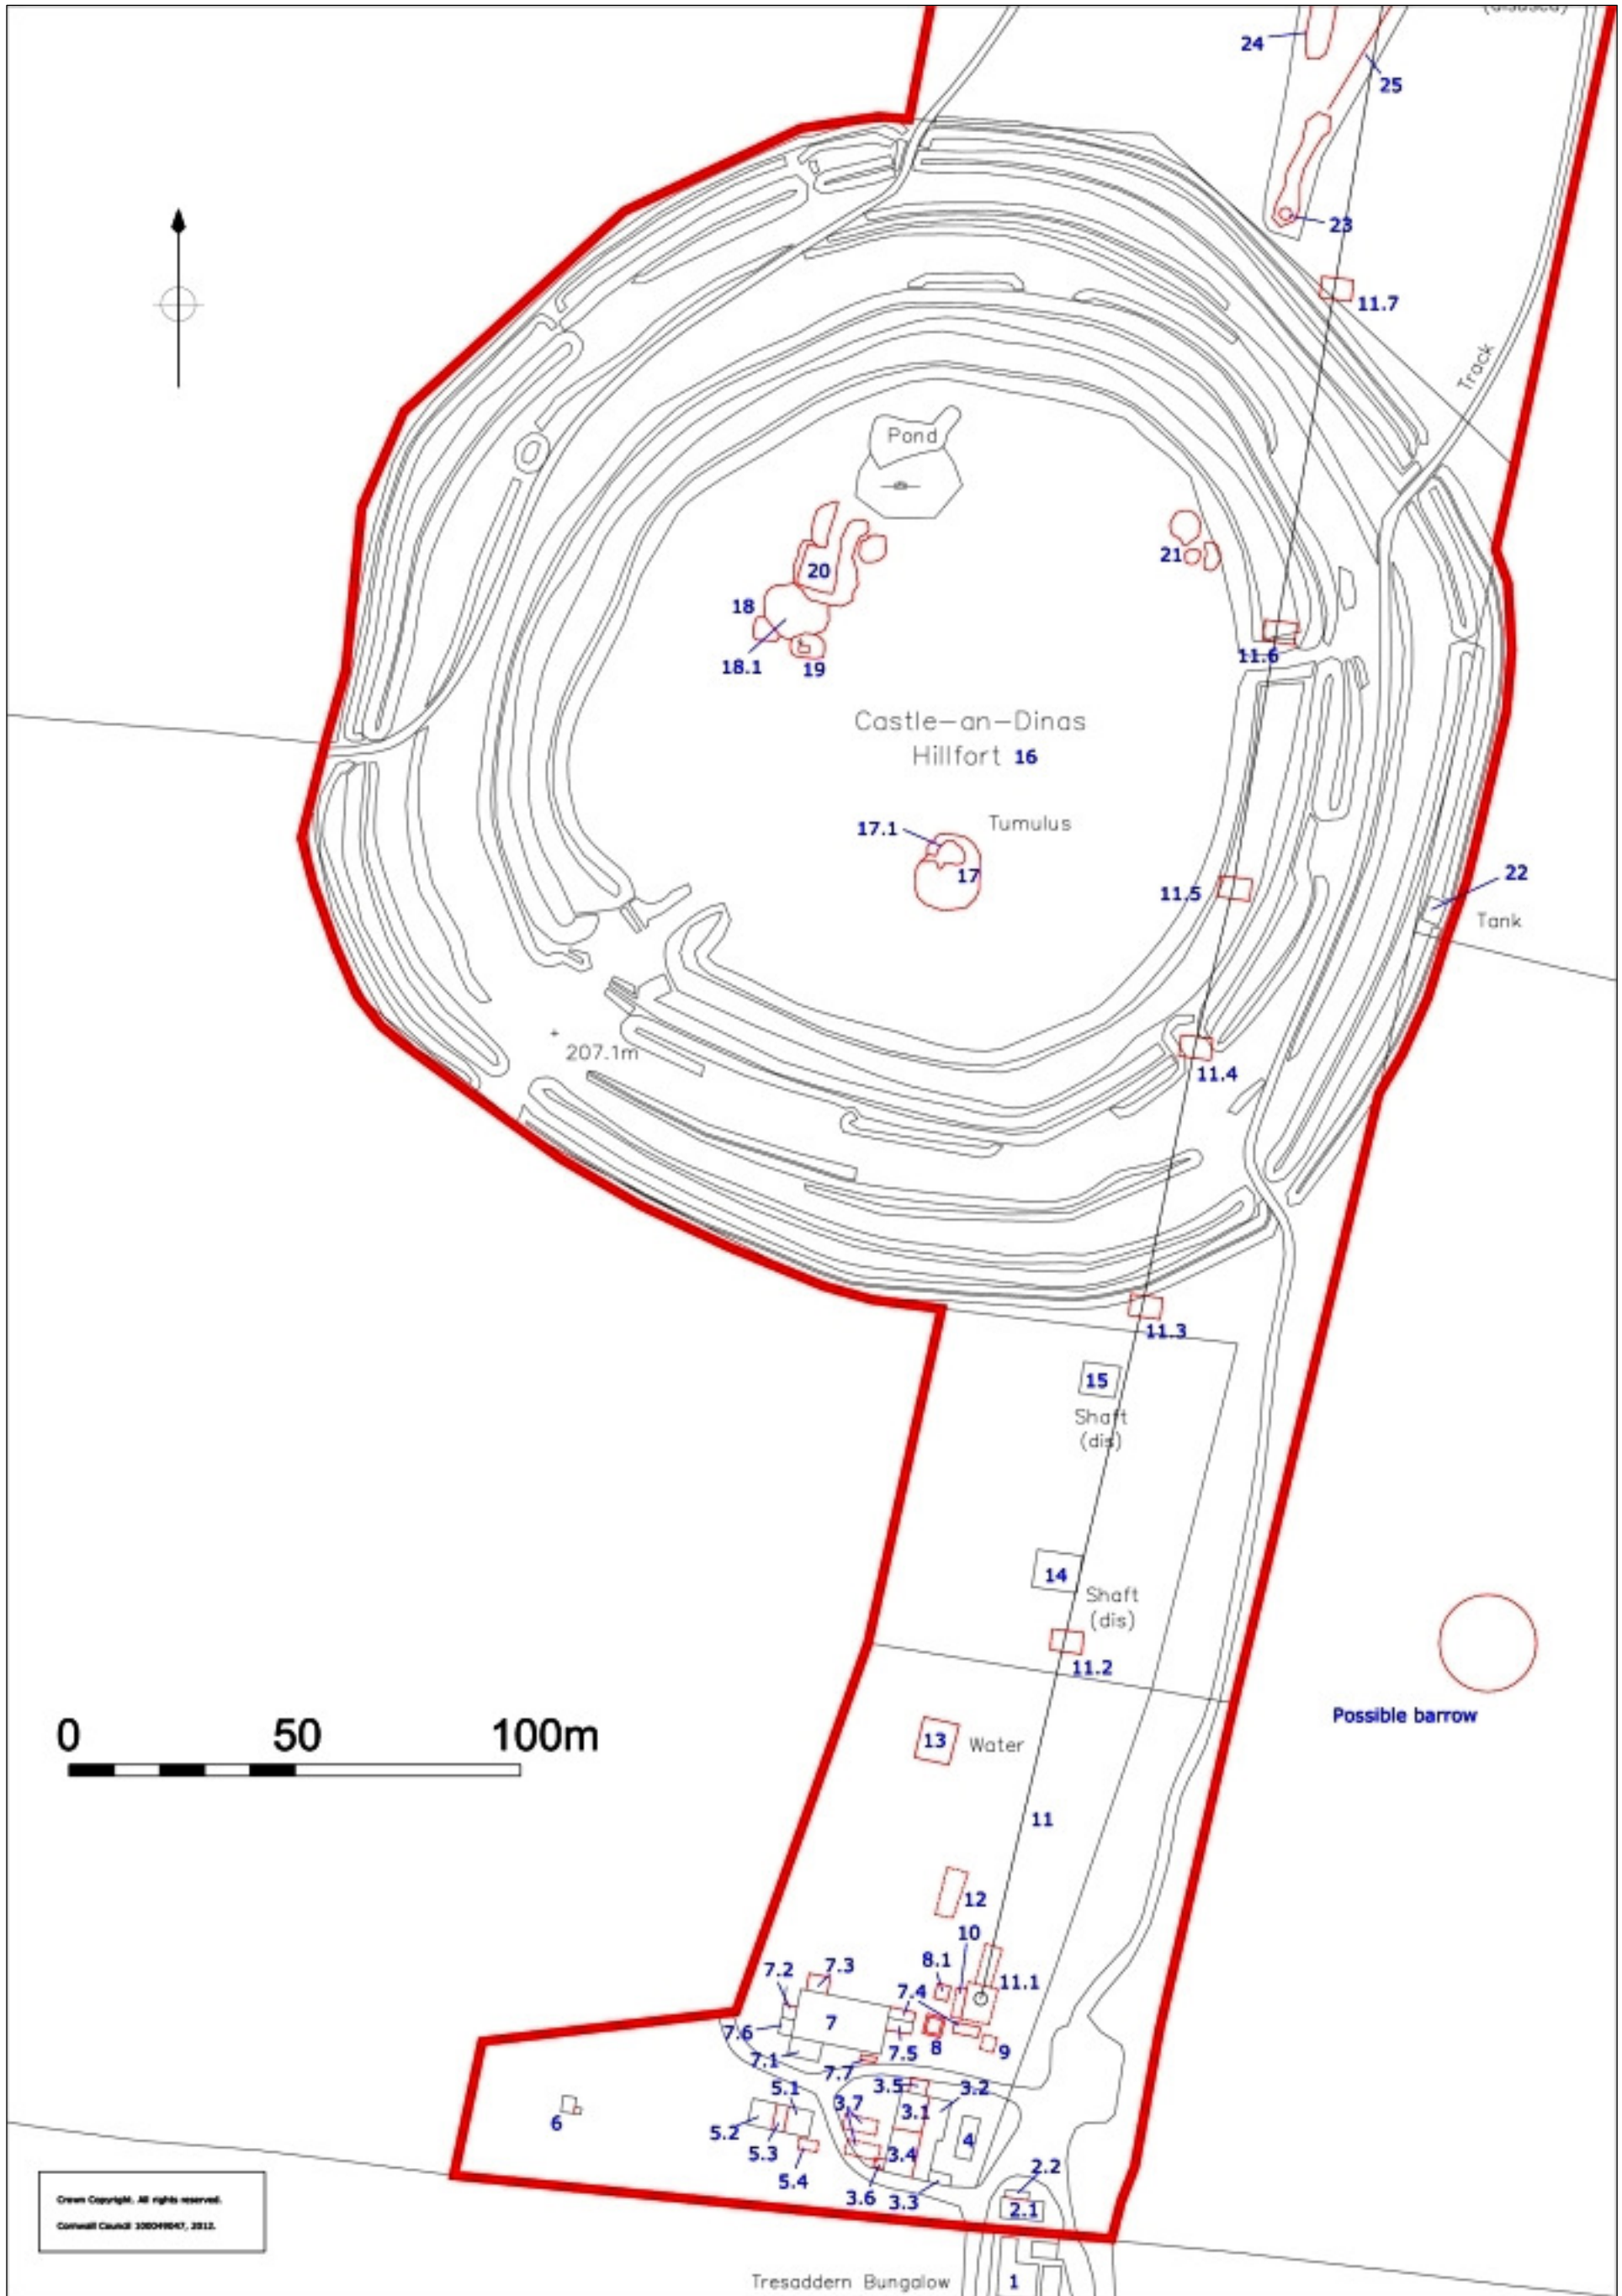 (disused)
24
25
23
11.7
Track
Pond
21
20
18
18.1
19
11.6
Castle-an-Dinas
Hillfort 16
17.1
Tumulus
17
11.5
22
Tank
207.1m
11.4
11.3
15
Shaft
(dis)
14
Shaft
(dis)
11.2
Possible barrow
0 50 100m
13
Water
11
12
10
8.1
11.1
7.2
7.3
7.4
7
7.6
7.5
8
9
7.1
7.7
3.5
3.2
5.1
3.7
3.1
6
5.2
5.3
3.4
4
5.4
3.6
3.3
2.2
2.1
Crown Copyright. All rights reserved.
Cornwall Council 100049047, 2012.
Tresaddern Bungalow
1